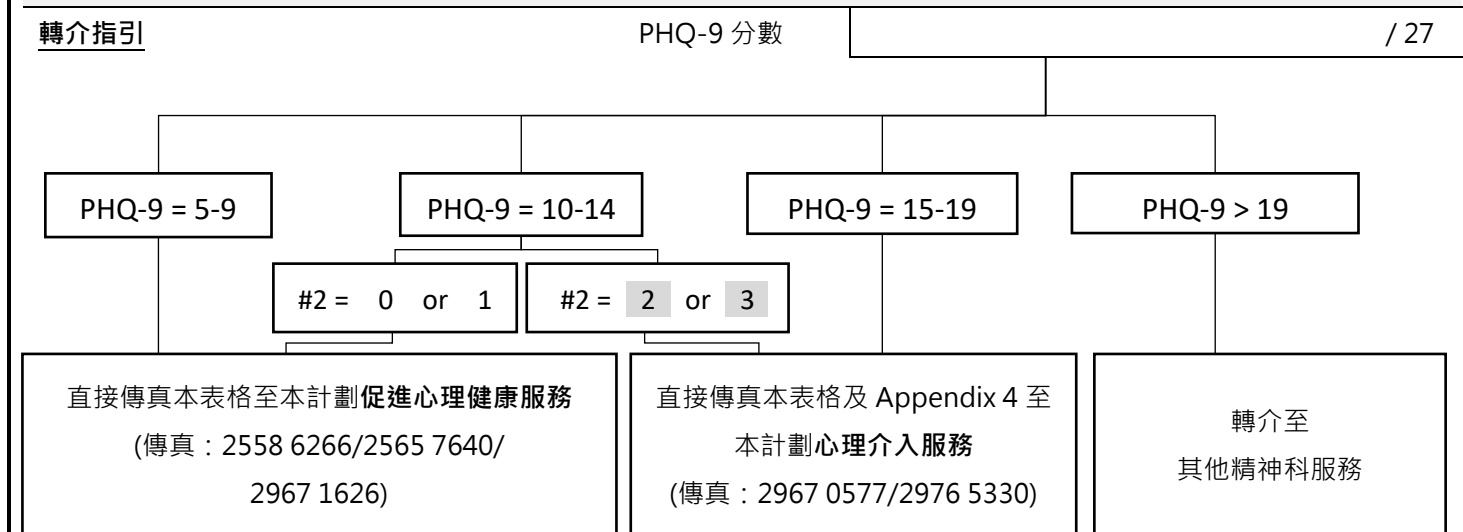 轉介指引
PHQ-9 分數
/ 27
PHQ-9 = 5-9
PHQ-9 = 10-14
PHQ-9 = 15-19
PHQ-9 > 19
#2 = 0 or 1
#2 = 2 or 3
直接傳真本表格至本計劃促進心理健康服務
(傳真：2558 6266/2565 7640/
2967 1626)
直接傳真本表格及 Appendix 4 至
本計劃心理介入服務
(傳真：2967 0577/2976 5330)
轉介至
其他精神科服務